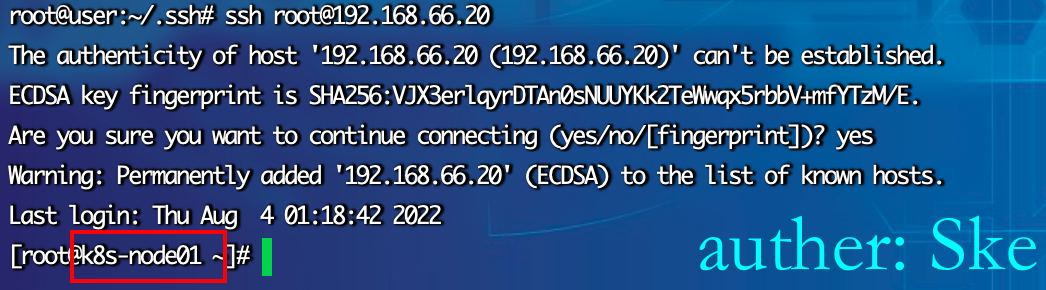 root@user:~/.ssh# ssh root@192.168.66.20
The authenticity of host '192.168.66.20 (192.168.66.20)' can't be established.
ECDSA key fingerprint is SHA256:VJX3erlqyrDTAn0sNUUYKk2TeWwqx5rbbV+mfYTzM/E.
Are you sure you want to continue connecting (yes/no/[fingerprint])? yes
Warning: Permanently added '192.168.66.20' (ECDSA) to the list of known hosts.
Last login: Thu Aug  4 01:18:42 2022
[root@k8s-node01 ~]#
auther: Ske